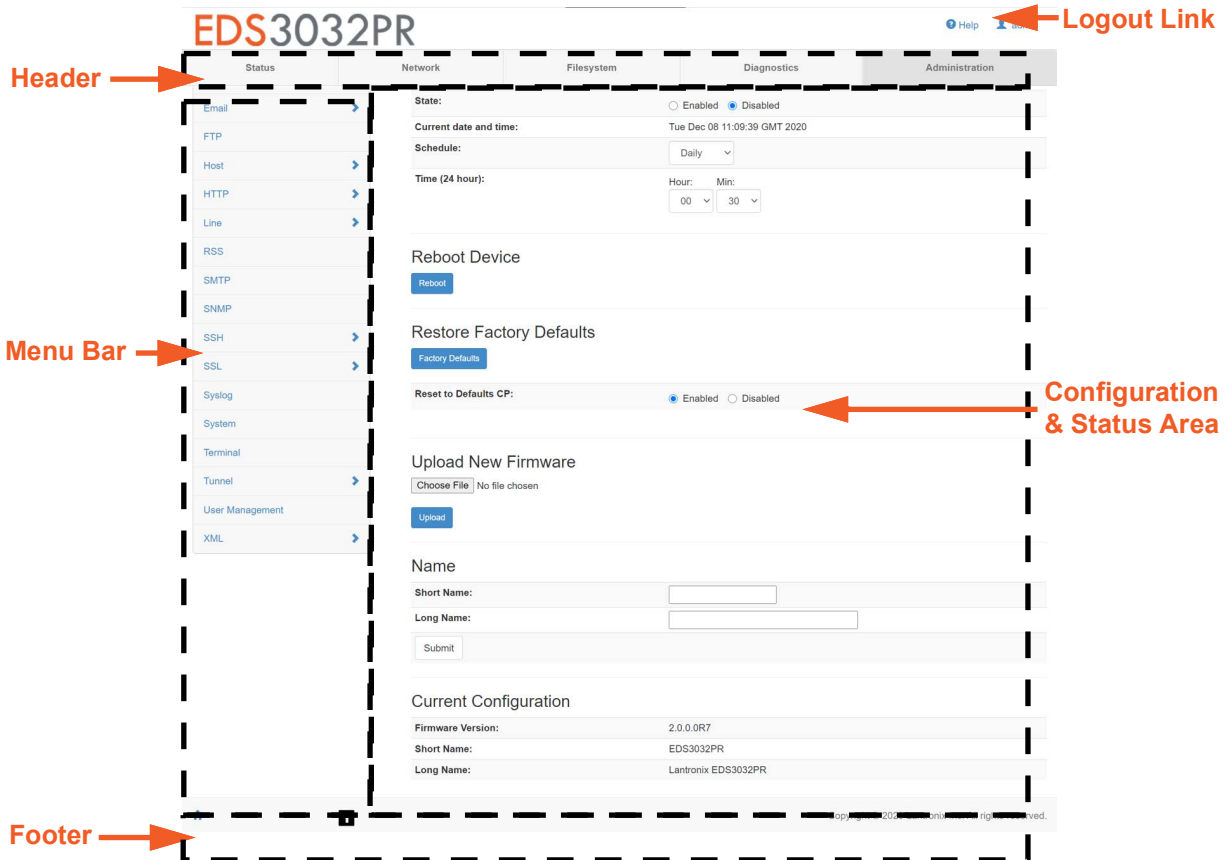 EDS3032PR
Help
Logout Link
Header
Status Network Filesystem Diagnostics Administration
Email
FTP
Host
HTTP
Line
RSS
SMTP
SNMP
SSH
SSL
Syslog
System
Terminal
Tunnel
User Management
XML
Menu Bar
State: Enabled Disabled
Current date and time: Tue Dec 08 11:09:39 GMT 2020
Schedule: Daily
Time (24 hour): Hour: Min:
00 30
Reboot Device
Reboot
Restore Factory Defaults
Factory Defaults
Reset to Defaults CP: Enabled Disabled
Configuration
& Status Area
Upload New Firmware
Choose File No file chosen
Upload
Name
Short Name:
Long Name:
Submit
Current Configuration
Firmware Version: 2.0.0.0R7
Short Name: EDS3032PR
Long Name: Lantronix EDS3032PR
Footer